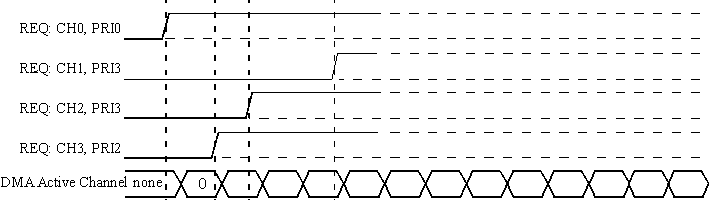 REQ: CH0, PRI0
REQ: CH1, PRI3
REQ: CH2, PRI3
REQ: CH3, PRI2
DMA Active Channel none 0